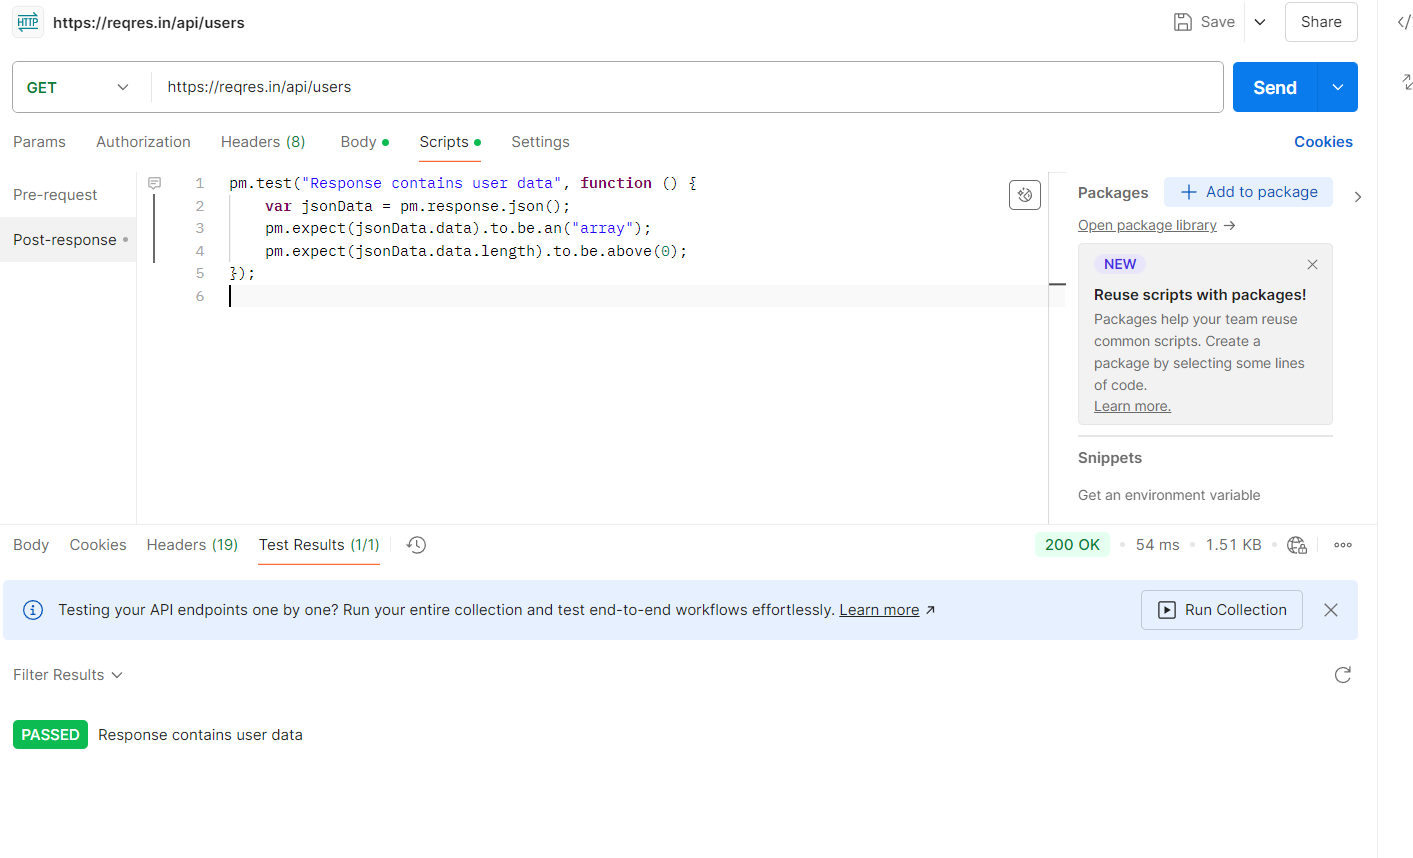 HTTP https://reqres.in/api/users Save Share
GET https://reqres.in/api/users Send
Params Authorization Headers (8) Body Scripts Settings Cookies
Pre-request
Post-response
1 pm.test("Response contains user data", function () {
2 var jsonData = pm.response.json();
3 pm.expect(jsonData.data).to.be.an("array");
4 pm.expect(jsonData.data.length).to.be.above(0);
5 });
6
Packages + Add to package
Open package library →
NEW
Reuse scripts with packages!
Packages help your team reuse
common scripts. Create a
package by selecting some lines
of code.
Learn more.
Snippets
Get an environment variable
Body Cookies Headers (19) Test Results (1/1) 200 OK • 54 ms • 1.51 KB •
Testing your API endpoints one by one? Run your entire collection and test end-to-end workflows effortlessly. Learn more ↗ Run Collection
Filter Results
PASSED Response contains user data